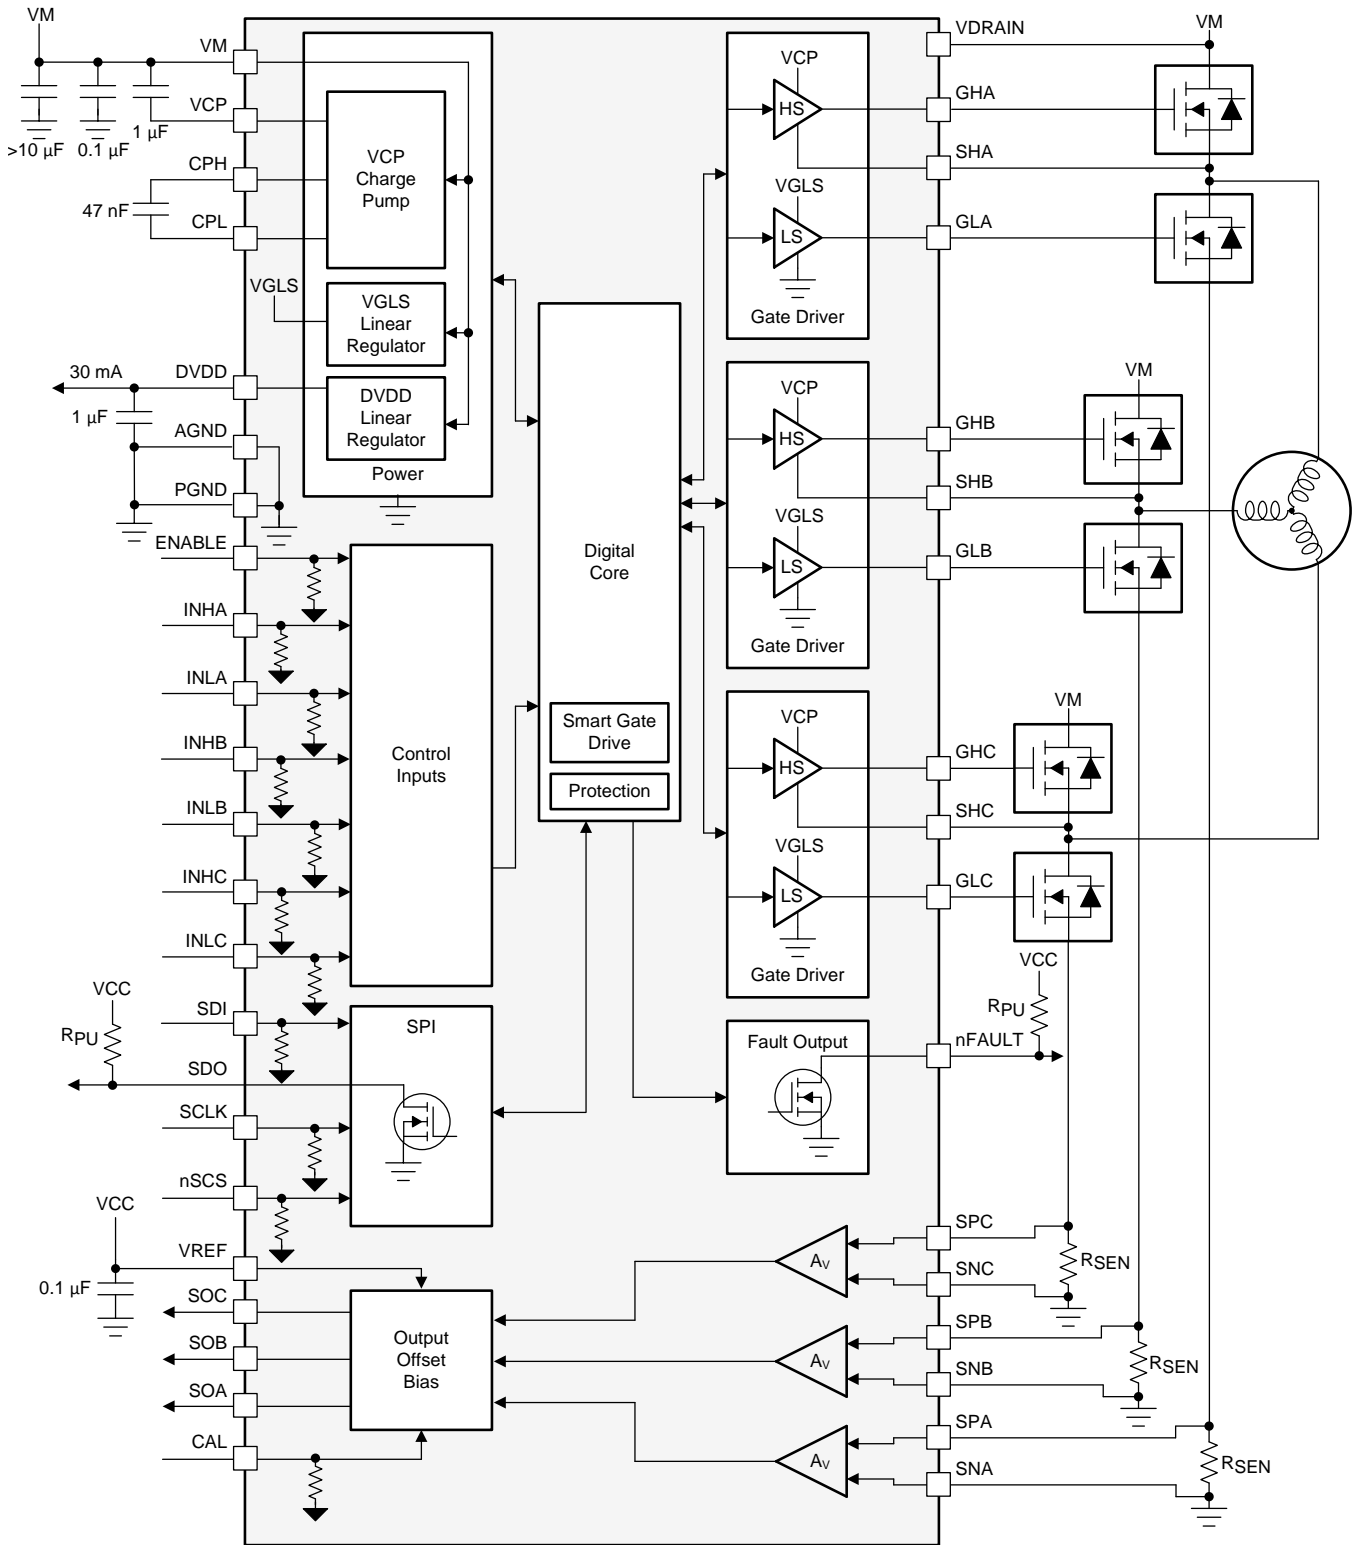 VM
VM
VCP
>10 µF
0.1 µF
1 µF
CPH
47 nF
CPL
VCP
Charge
Pump
VGLS
VGLS
Linear
Regulator
30 mA
DVDD
1 µF
DVDD
Linear
Regulator
AGND
Power
PGND
ENABLE
INHA
INLA
INHB
INLB
INHC
INLC
Control
Inputs
VCC
RPU
SDI
SDO
SCLK
nSCS
SPI
VCC
VREF
0.1 µF
SOC
SOB
SOA
CAL
Output
Offset
Bias
Digital
Core
Smart Gate
Drive
Protection
VCP
HS
VGLS
LS
Gate Driver
VCP
HS
VGLS
LS
Gate Driver
VCP
HS
VGLS
LS
Gate Driver
Fault Output
AV
AV
AV
VDRAIN
VM
GHA
SHA
GLA
VM
GHB
SHB
GLB
VM
GHC
SHC
GLC
VCC
RPU
nFAULT
SPC
RSEN
SNC
SPB
RSEN
SNB
SPA
RSEN
SNA